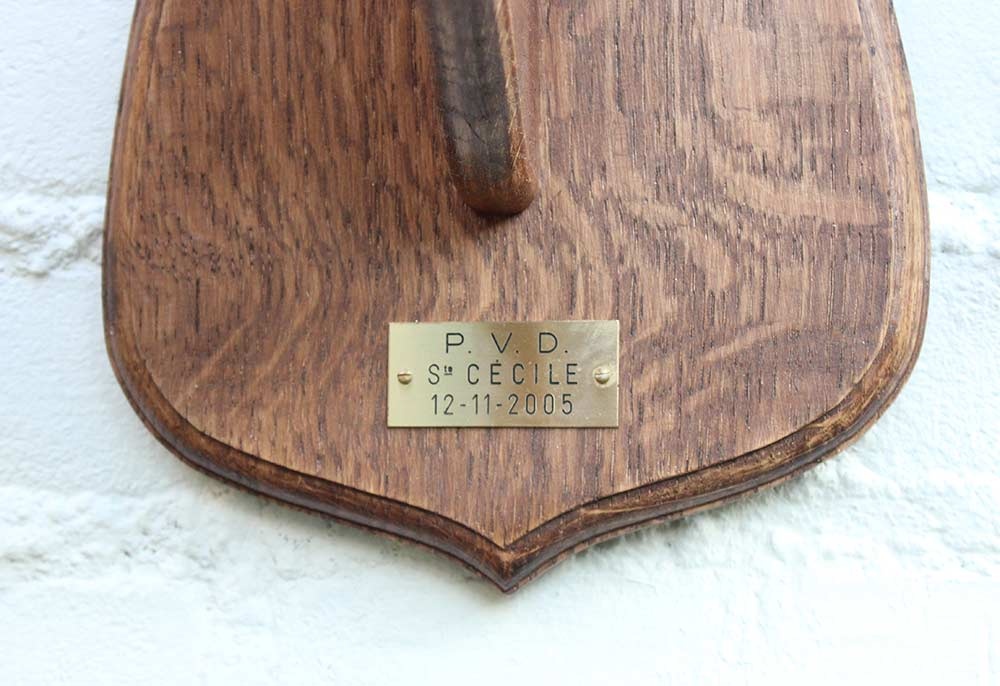 P. V. D.
Ste CÉCILE
12-11-2005